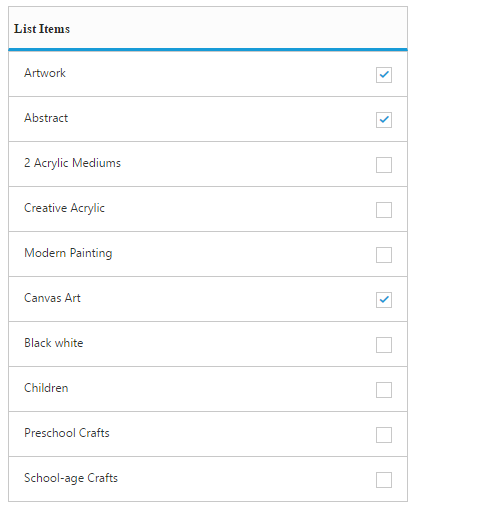 List Items
Artwork
Abstract
2 Acrylic Mediums
Creative Acrylic
Modern Painting
Canvas Art
Black white
Children
Preschool Crafts
School-age Crafts